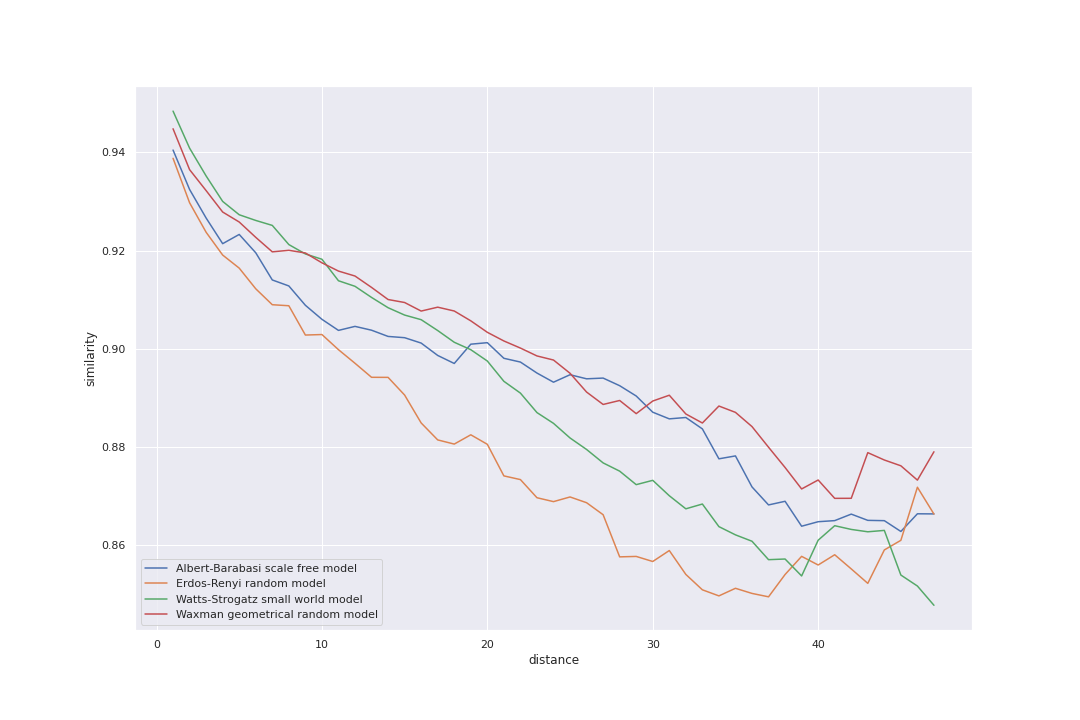 0.94
0.92
0.90
0.88
0.86
similarity
Albert-Barabasi scale free model
Erdos-Renyi random model
Watts-Strogatz small world model
Waxman geometrical random model
0 10 20 30 40
distance